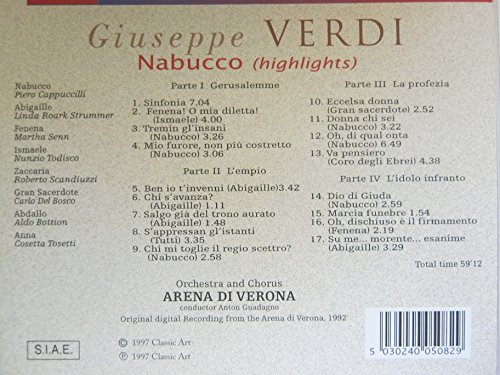 Giuseppe VERDI
Nabucco (highlights)
Nabucco
Piero Cappuccilli
Abigaille
Linda Roark Strummer
Fenena
Martha Senn
Ismaele
Nunzio Todisco
Zaccaria
Roberto Scandiuzzi
Gran Sacerdote
Carlo Del Bosco
Abdallo
Aldo Bottion
Anna
Cosetta Tosetti
Parte I Gerusalemme
1. Sinfonia 7.04
2. Fenena! O mia diletta!
(Ismaele) 4.00
3. Tremin gl'insani
(Nabucco) 3.26
4. Mio furore, non più costretto
(Nabucco) 3.06
Parte II L'empio
5. Ben io t'invenni (Abigaille)3.42
6. Chi s'avanza?
(Abigaille) 1.11
7. Salgo già del trono aurato
(Abigaille) 1.48
8. S'appressan gl'istanti
(Tutti) 3.35
9. Chi mi toglie il regio scettro?
(Nabucco) 2.58
Parte III La profezia
10. Eccelsa donna
(Gran sacerdote) 2.52
11. Donna chi sei
(Nabucco) 3.22
12. Oh, di qual onta
(Nabucco) 6.49
13. Va pensiero
(Coro degli Ebrei) 4.38
Parte IV L'idolo infranto
14. Dio di Giuda
(Nabucco) 2.59
15. Marcia funebre 1.54
16. Oh, dischiuso è il firmamento
(Fenena) 2.19
17. Su me... morente... esanime
(Abigaille) 3.29
Total time 59'12
Orchestra and Chorus
ARENA DI VERONA
conductor Anton Guadagno
Original digital Recording from the Arena di Verona, 1992
S.I.A.E.
© 1997 Classic Art
℗ 1997 Classic Art
5 030240 050829